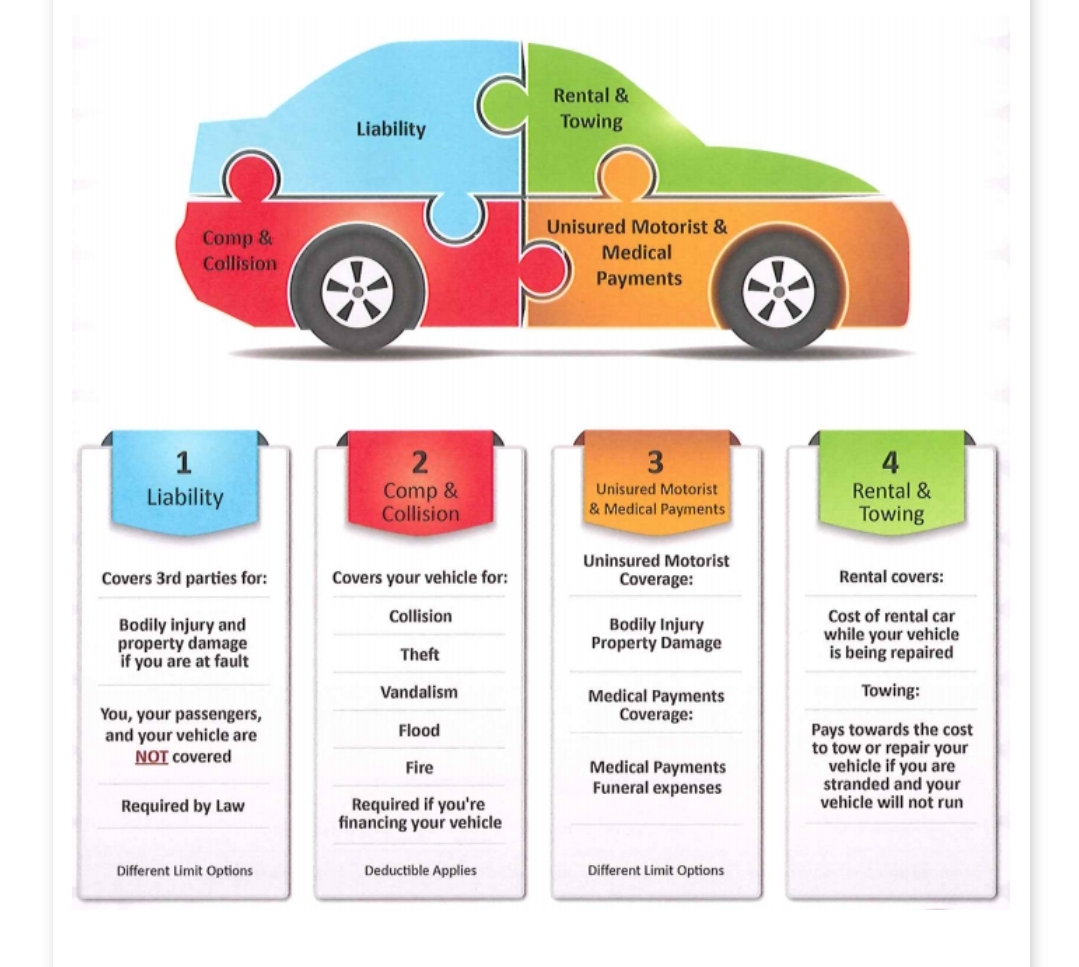 Liability
Rental &
Towing
Comp &
Collision
Unisured Motorist &
Medical
Payments
1
Liability
Covers 3rd parties for:
Bodily injury and
property damage
if you are at fault
You, your passengers,
and your vehicle are
NOT covered
Required by Law
Different Limit Options
2
Comp &
Collision
Covers your vehicle for:
Collision
Theft
Vandalism
Flood
Fire
Required if you're
financing your vehicle
Deductible Applies
3
Unisured Motorist
& Medical Payments
Uninsured Motorist
Coverage:
Bodily Injury
Property Damage
Medical Payments
Coverage:
Medical Payments
Funeral expenses
Different Limit Options
4
Rental &
Towing
Rental covers:
Cost of rental car
while your vehicle
is being repaired
Towing:
Pays towards the cost
to tow or repair your
vehicle if you are
stranded and your
vehicle will not run